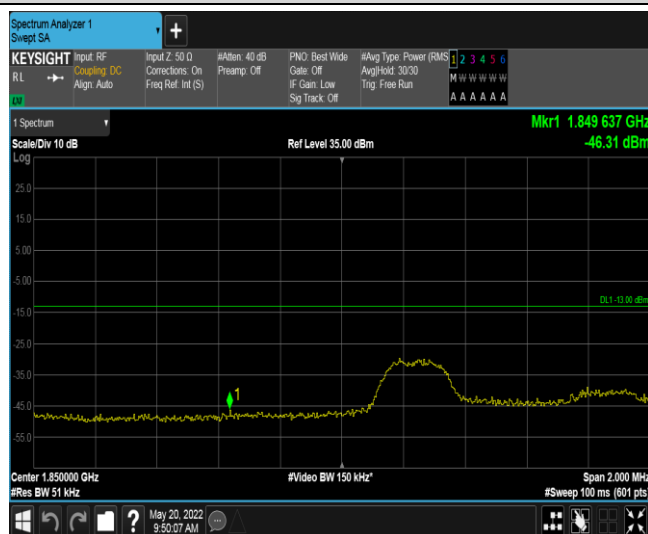 Spectrum Analyzer 1
Swept SA
KEYSIGHT
RL
Input: RF
Coupling: DC
Align: Auto
Input Z: 50 Ω
Corrections: On
Freq Ref: Int (S)
#Atten: 40 dB
Preamp: Off
PNO: Best Wide
Gate: Off
IF Gain: Low
Sig Track: Off
#Avg Type: Power (RMS
Avg|Hold: 30/30
Trig: Free Run
1 2 3 4 5 6
M W W W W W
A A A A A A
1 Spectrum
Scale/Div 10 dB
Ref Level 35.00 dBm
Mkr1 1.849 637 GHz
-46.31 dBm
Log
25.0
15.0
5.00
-5.00
DL1 -13.00 dBm
-15.0
-25.0
-35.0
1
-45.0
-55.0
Center 1.850000 GHz
#Video BW 150 kHz*
Span 2.000 MHz
#Res BW 51 kHz
#Sweep 100 ms (601 pts)
?
May 20, 2022
9:50:07 AM